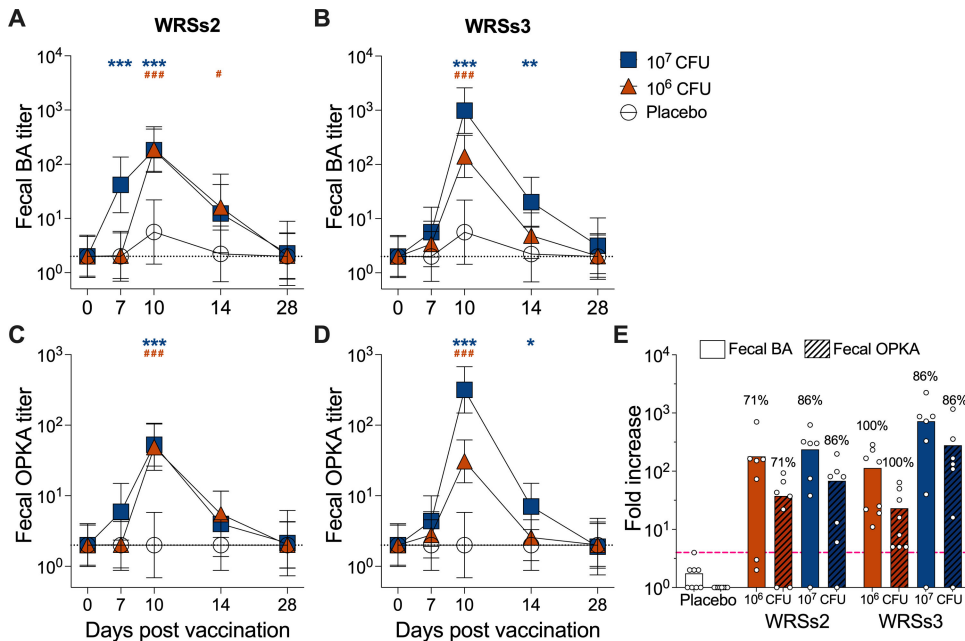 A
WRSs2
Fecal BA titer
10⁴
10³
10²
10¹
10⁰
***
***
###
#
0 7 10 14 28
B
WRSs3
Fecal BA titer
10⁴
10³
10²
10¹
10⁰
***
###
**
0 7 10 14 28
10⁷ CFU
10⁶ CFU
Placebo
C
Fecal OPKA titer
10³
10²
10¹
10⁰
***
###
0 7 10 14 28
Days post vaccination
D
Fecal OPKA titer
10³
10²
10¹
10⁰
***
###
*
0 7 10 14 28
Days post vaccination
E
Fecal BA Fecal OPKA
Fold increase
10⁴
10³
10²
10¹
10⁰
71%
71%
86%
86%
100%
100%
86%
86%
Placebo 10⁶ CFU 10⁷ CFU 10⁶ CFU 10⁷ CFU
WRSs2 WRSs3